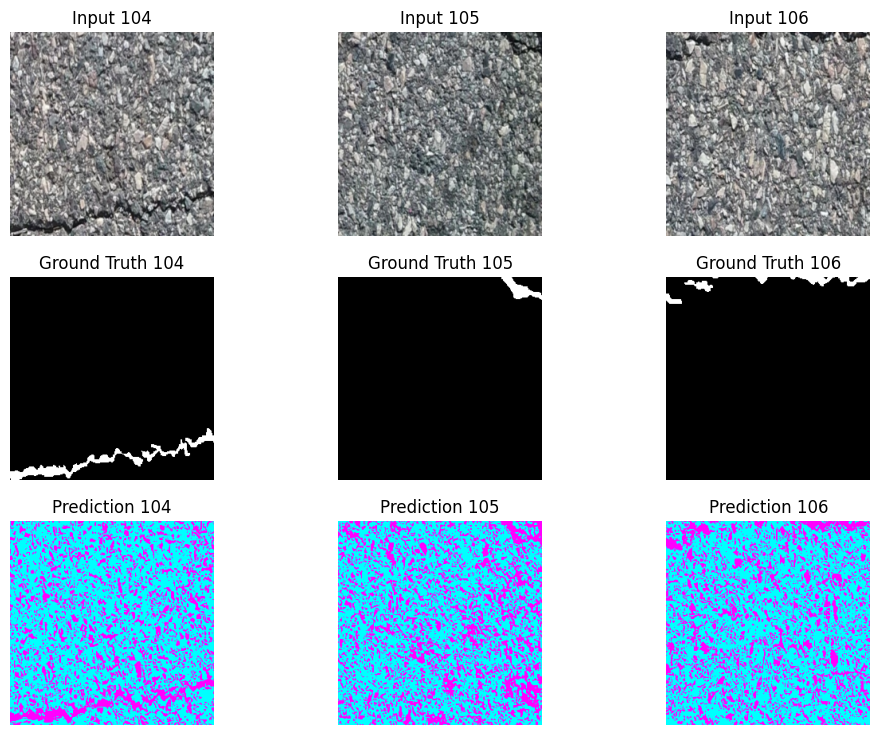 Input 104
Input 105
Input 106
Ground Truth 104
Ground Truth 105
Ground Truth 106
Prediction 104
Prediction 105
Prediction 106